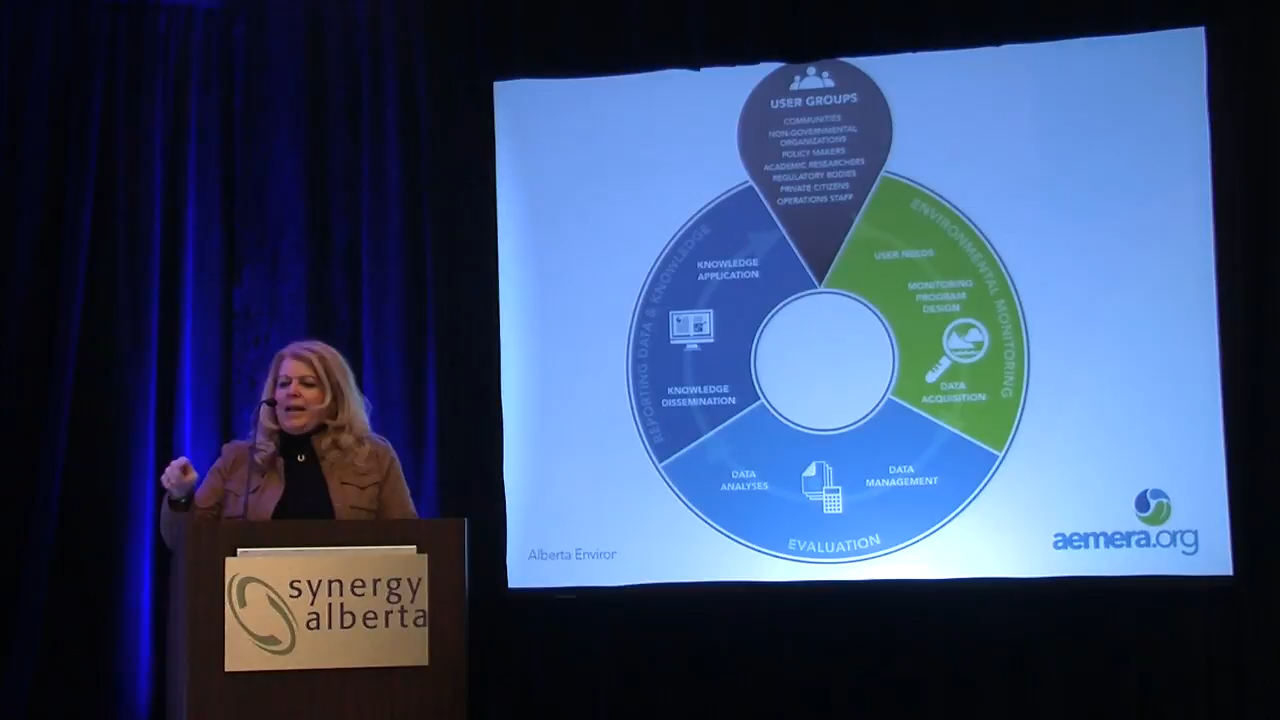 USER GROUPS
COMMUNITIES
NON-GOVERNMENTAL
ORGANIZATIONS
POLICY MAKERS
ACADEMIC RESEARCHERS
REGULATORY BODIES
PRIVATE CITIZENS
OPERATIONS STAFF
ENVIRONMENTAL MONITORING
USER NEEDS
MONITORING
PROGRAM
DESIGN
DATA
ACQUISITION
REPORTING DATA & KNOWLEDGE
KNOWLEDGE
APPLICATION
KNOWLEDGE
DISSEMINATION
DATA
ANALYSES
DATA
MANAGEMENT
EVALUATION
Alberta Environ
aemera.org
synergy
alberta